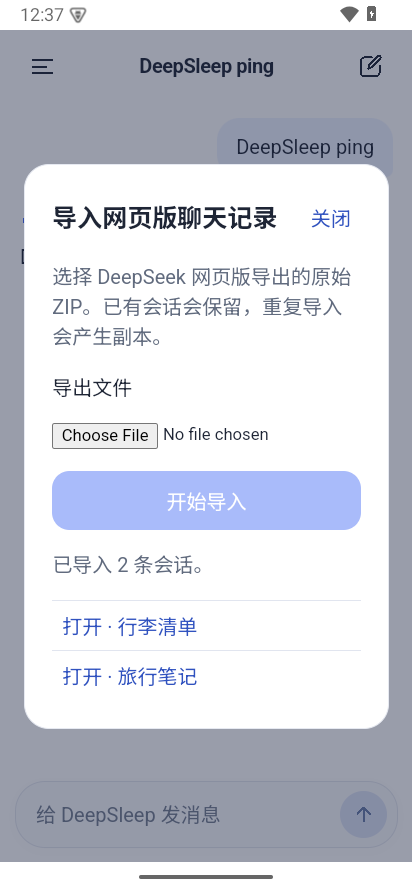 12:37
DeepSleep ping
DeepSleep ping
导入网页版聊天记录
关闭
选择 DeepSeek 网页版导出的原始
ZIP。已有会话会保留，重复导入
会产生副本。
导出文件
Choose File No file chosen
开始导入
已导入 2 条会话。
打开 · 行李清单
打开 · 旅行笔记
给 DeepSleep 发消息